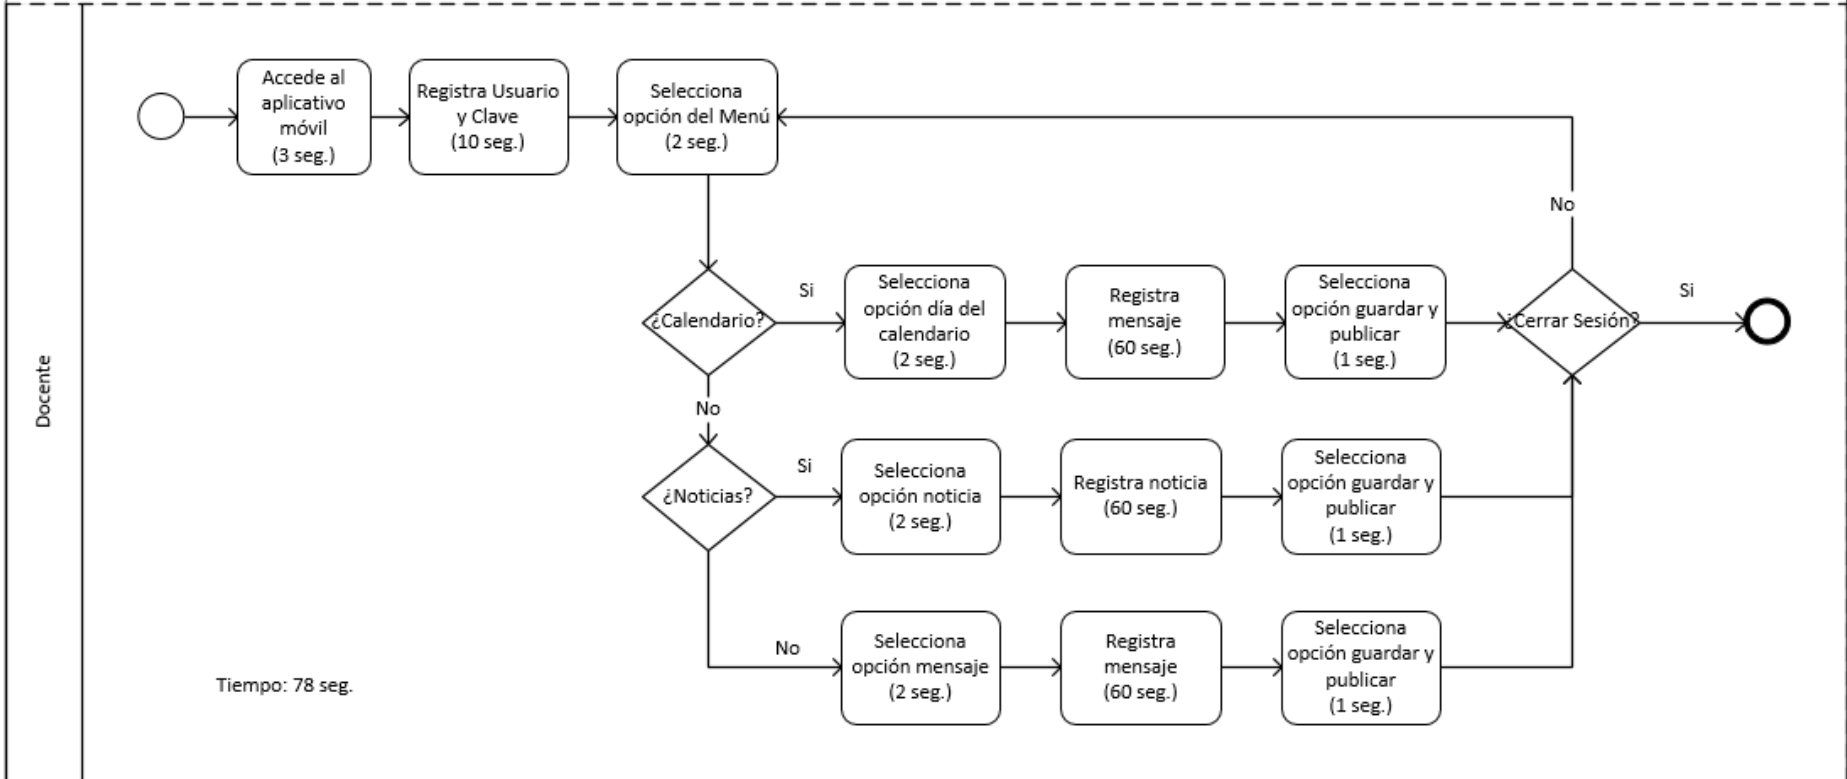 Docente
Accede al
aplicativo
móvil
(3 seg.)
Registra Usuario
y Clave
(10 seg.)
Selecciona
opción del Menú
(2 seg.)
No
¿Calendario?
Si
Selecciona
opción día del
calendario
(2 seg.)
Registra
mensaje
(60 seg.)
Selecciona
opción guardar y
publicar
(1 seg.)
¿Cerrar Sesión?
Si
No
¿Noticias?
Si
Selecciona
opción noticia
(2 seg.)
Registra noticia
(60 seg.)
Selecciona
opción guardar y
publicar
(1 seg.)
No
Selecciona
opción mensaje
(2 seg.)
Registra
mensaje
(60 seg.)
Selecciona
opción guardar y
publicar
(1 seg.)
Tiempo: 78 seg.